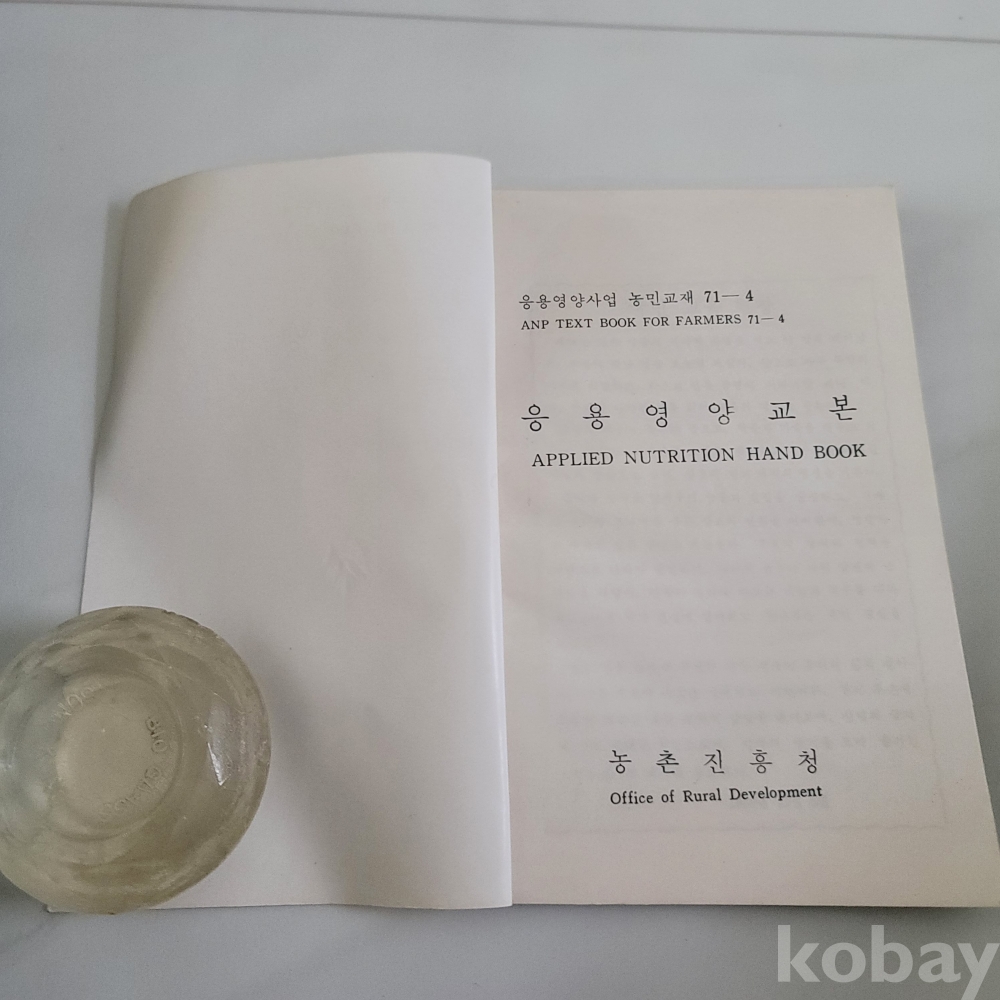 응용영양사업 농민교재 71— 4
ANP TEXT BOOK FOR FARMERS 71— 4
응 용 영 양 교 본
APPLIED NUTRITION HAND BOOK
농 촌 진 흥 청
Office of Rural Development
kobay